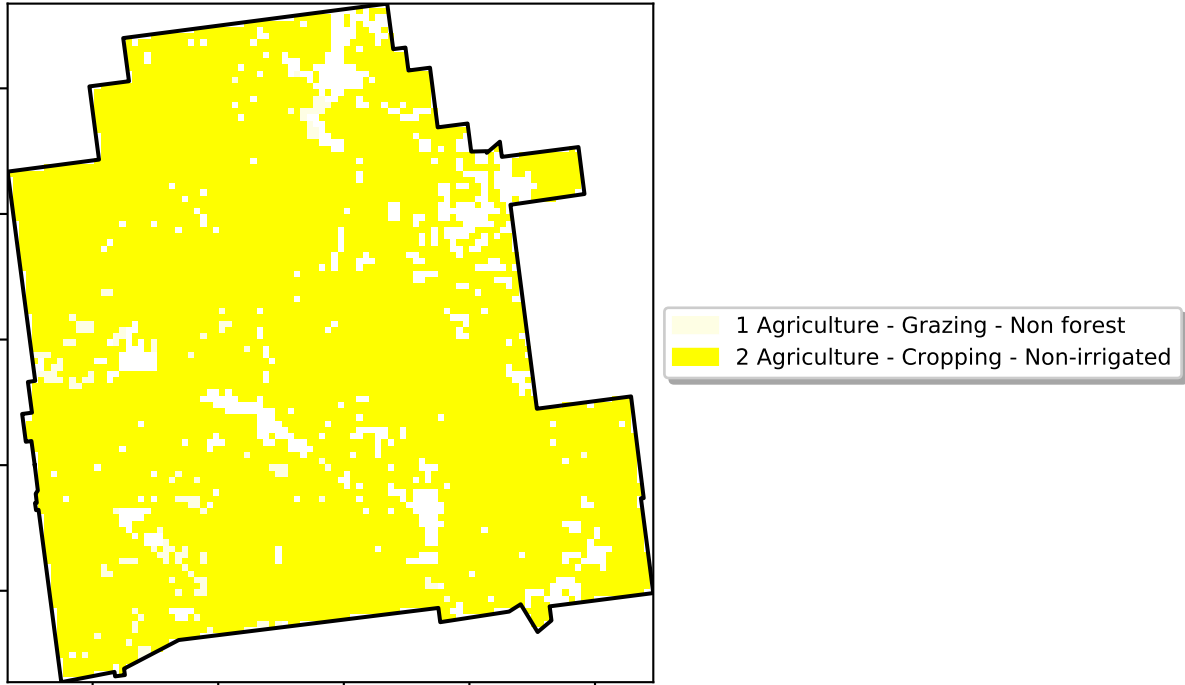 1 Agriculture - Grazing - Non forest
2 Agriculture - Cropping - Non-irrigated